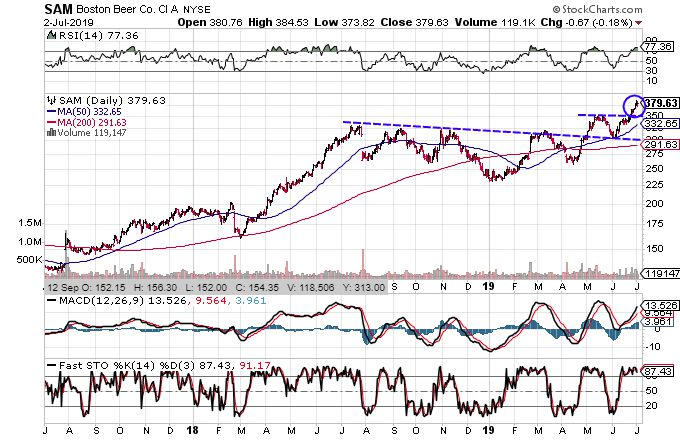 SAM Boston Beer Co. Cl A NYSE © StockCharts.com
2-Jul-2019 Open 380.76 High 384.53 Low 373.82 Close 379.63 Volume 119.1K Chg -0.67 (-0.18%)
RSI(14) 77.36
90
77.36
50
30
10
SAM (Daily) 379.63
MA(50) 332.65
MA(200) 291.63
Volume 119,147
379.63
350
332.65
291.63
275
250
225
200
175
150
119147
1.5M
1.0M
500K
12 Sep O: 152.15 H: 156.30 L: 152.00 C: 154.35 V: 118,506 Y: 313.00
S O N D 19 F M A M J J
MACD(12,26,9) 13.526, 9.564, 3.961
13.526
9.564
3.961
-10
Fast STO %K(14) %D(3) 87.43, 91.17
87.43
50
20
J A S O N D 18 F M A M J J A S O N D 19 F M A M J J